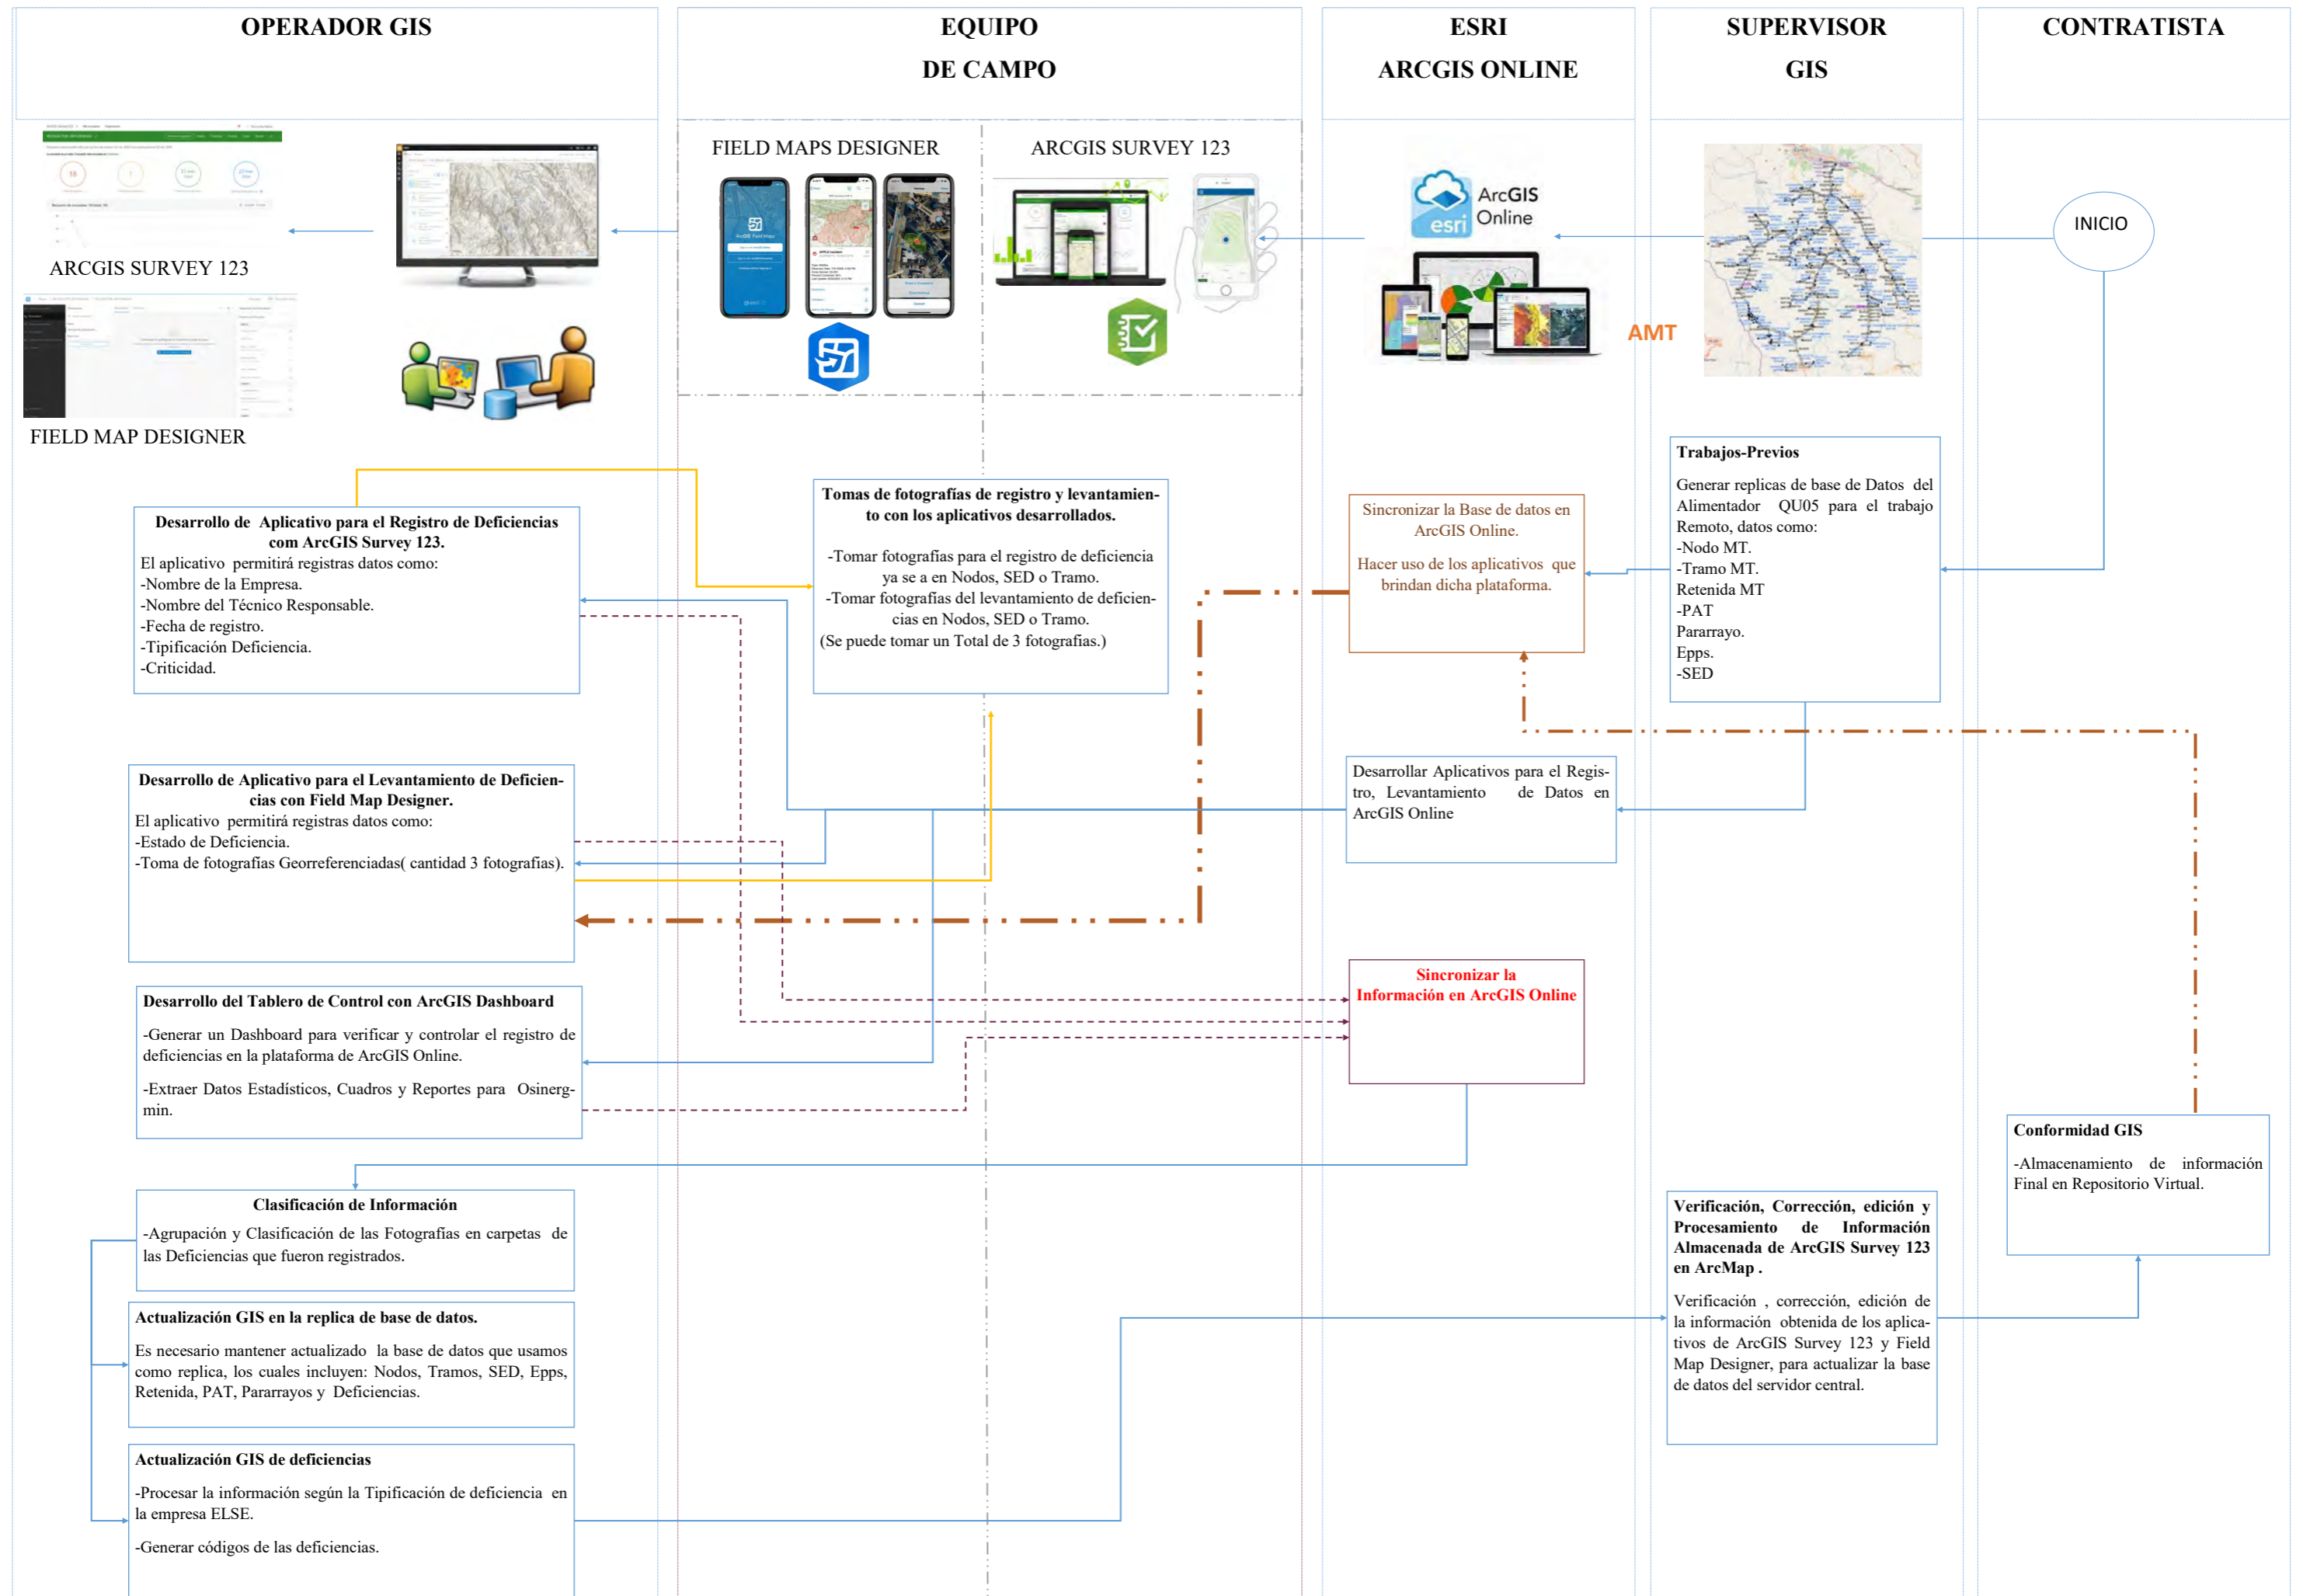 OPERADOR GIS
EQUIPO
DE CAMPO
ESRI
ARCGIS ONLINE
SUPERVISOR
GIS
CONTRATISTA
ARCGIS SURVEY 123
FIELD MAP DESIGNER
FIELD MAPS DESIGNER
ARCGIS SURVEY 123
ArcGIS Field Maps
ArcGIS
Online
esri
AMT
INICIO
Desarrollo de Aplicativo para el Registro de Deficiencias
com ArcGIS Survey 123.
El aplicativo permitirá registras datos como:
-Nombre de la Empresa.
-Nombre del Técnico Responsable.
-Fecha de registro.
-Tipificación Deficiencia.
-Criticidad.
Tomas de fotografías de registro y levantamien-
to con los aplicativos desarrollados.
-Tomar fotografías para el registro de deficiencia
ya se a en Nodos, SED o Tramo.
-Tomar fotografías del levantamiento de deficien-
cias en Nodos, SED o Tramo.
(Se puede tomar un Total de 3 fotografías.)
Sincronizar la Base de datos en
ArcGIS Online.
Hacer uso de los aplicativos que
brindan dicha plataforma.
Trabajos-Previos
Generar replicas de base de Datos del
Alimentador QU05 para el trabajo
Remoto, datos como:
-Nodo MT.
-Tramo MT.
Retenida MT
-PAT
Pararrayo.
Epps.
-SED
Desarrollo de Aplicativo para el Levantamiento de Deficien-
cias con Field Map Designer.
El aplicativo permitirá registras datos como:
-Estado de Deficiencia.
-Toma de fotografías Georreferenciadas( cantidad 3 fotografías).
Desarrollar Aplicativos para el Regis-
tro, Levantamiento de Datos en
ArcGIS Online
Desarrollo del Tablero de Control con ArcGIS Dashboard
-Generar un Dashboard para verificar y controlar el registro de
deficiencias en la plataforma de ArcGIS Online.
-Extraer Datos Estadísticos, Cuadros y Reportes para Osinerg-
min.
Sincronizar la
Información en ArcGIS Online
Clasificación de Información
-Agrupación y Clasificación de las Fotografías en carpetas de
las Deficiencias que fueron registrados.
Actualización GIS en la replica de base de datos.
Es necesario mantener actualizado la base de datos que usamos
como replica, los cuales incluyen: Nodos, Tramos, SED, Epps,
Retenida, PAT, Pararrayos y Deficiencias.
Actualización GIS de deficiencias
-Procesar la información según la Tipificación de deficiencia en
la empresa ELSE.
-Generar códigos de las deficiencias.
Verificación, Corrección, edición y
Procesamiento de Información
Almacenada de ArcGIS Survey 123
en ArcMap .
Verificación , corrección, edición de
la información obtenida de los aplica-
tivos de ArcGIS Survey 123 y Field
Map Designer, para actualizar la base
de datos del servidor central.
Conformidad GIS
-Almacenamiento de información
Final en Repositorio Virtual.